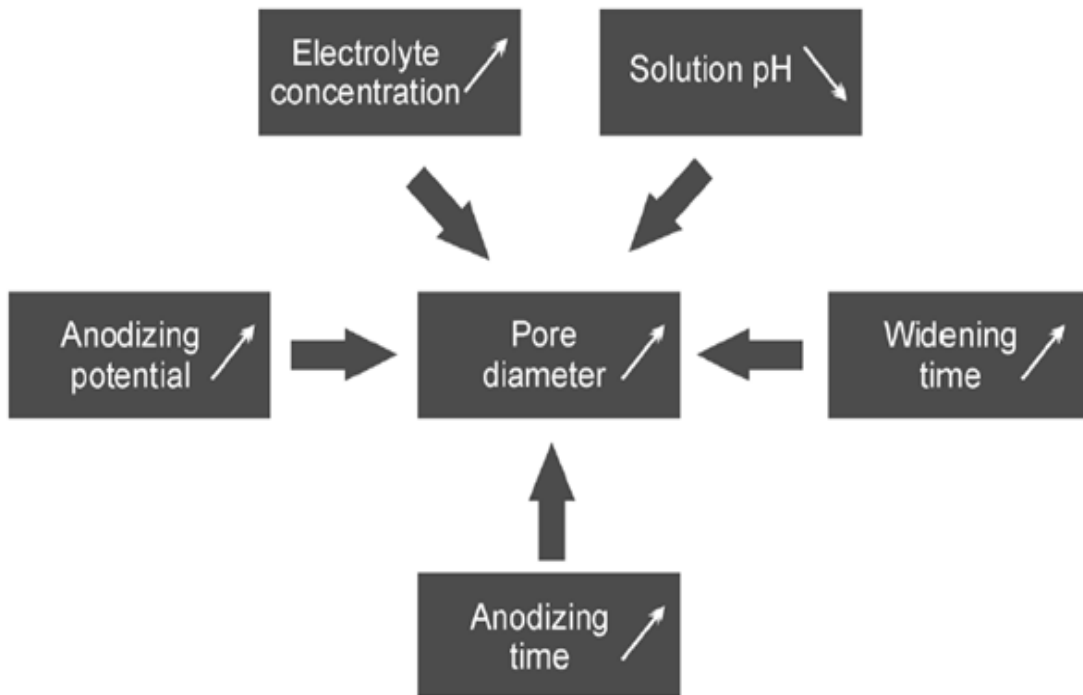 Electrolyte
concentration
Solution pH
Anodizing
potential
Pore
diameter
Widening
time
Anodizing
time